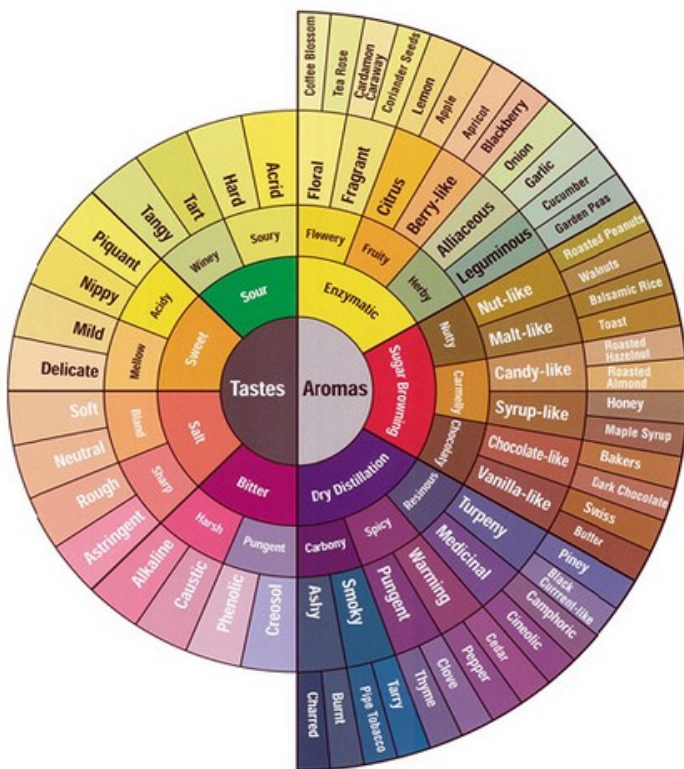 Tastes
Aromas
Sour
Sweet
Salt
Bitter
Soury
Winey
Acidy
Mellow
Bland
Sharp
Harsh
Pungent
Acrid
Hard
Tart
Tangy
Piquant
Nippy
Mild
Delicate
Soft
Neutral
Rough
Astringent
Alkaline
Caustic
Phenolic
Creosol
Enzymatic
Sugar Browning
Dry Distillation
Flowery
Fruity
Herby
Nutty
Carmelly
Chocolaty
Resinous
Spicy
Carbony
Floral
Fragrant
Citrus
Berry-like
Alliaceous
Leguminous
Nut-like
Malt-like
Candy-like
Syrup-like
Chocolate-like
Vanilla-like
Turpeny
Medicinal
Warming
Pungent
Smoky
Ashy
Coffee Blossom
Tea Rose
Cardamon
Caraway
Coriander Seeds
Lemon
Apple
Apricot
Blackberry
Onion
Garlic
Cucumber
Garden Peas
Roasted Peanuts
Walnuts
Balsamic Rice
Toast
Roasted
Hazelnut
Roasted
Almond
Honey
Maple Syrup
Bakers
Dark Chocolate
Swiss
Butter
Piney
Black
Currrent-like
Camphoric
Cineolic
Cedar
Pepper
Clove
Thyme
Tarry
Pipe Tobacco
Burnt
Charred